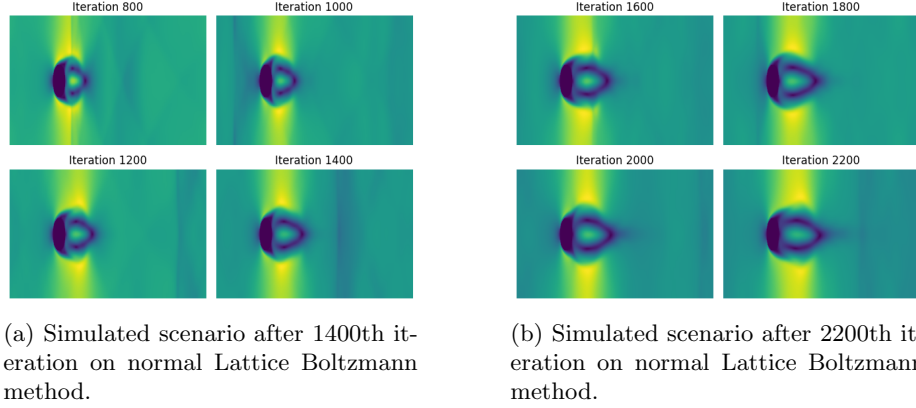 Iteration 800
Iteration 1000
Iteration 1200
Iteration 1400
(a) Simulated scenario after 1400th it-
eration on normal Lattice Boltzmann
method.
Iteration 1600
Iteration 1800
Iteration 2000
Iteration 2200
(b) Simulated scenario after 2200th it-
eration on normal Lattice Boltzmann
method.